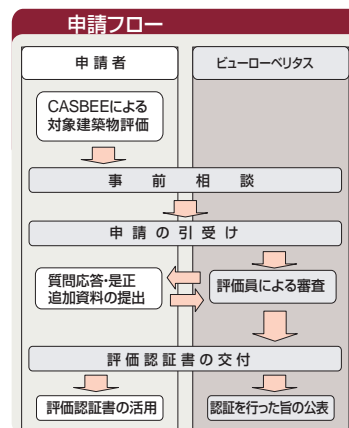 申請フロー
申請者
ビューローベリタス
CASBEEによる
対象建築物評価
事前相談
申請の引受け
質問応答・是正
追加資料の提出
評価員による審査
評価認証書の交付
評価認証書の活用
認証を行った旨の公表